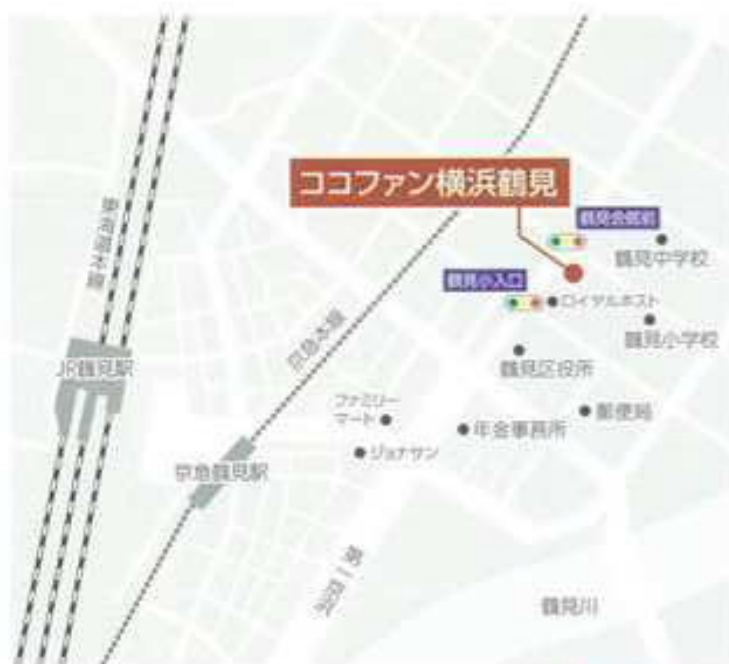 ココファン横浜鶴見
鶴見会館前
鶴見中学校
鶴見小入口
ロイヤルホスト
鶴見小学校
京急本線
JR鶴見駅
鶴見区役所
ファミリー
マート
郵便局
年金事務所
ジョナサン
京急鶴見駅
第一京浜
鶴見川